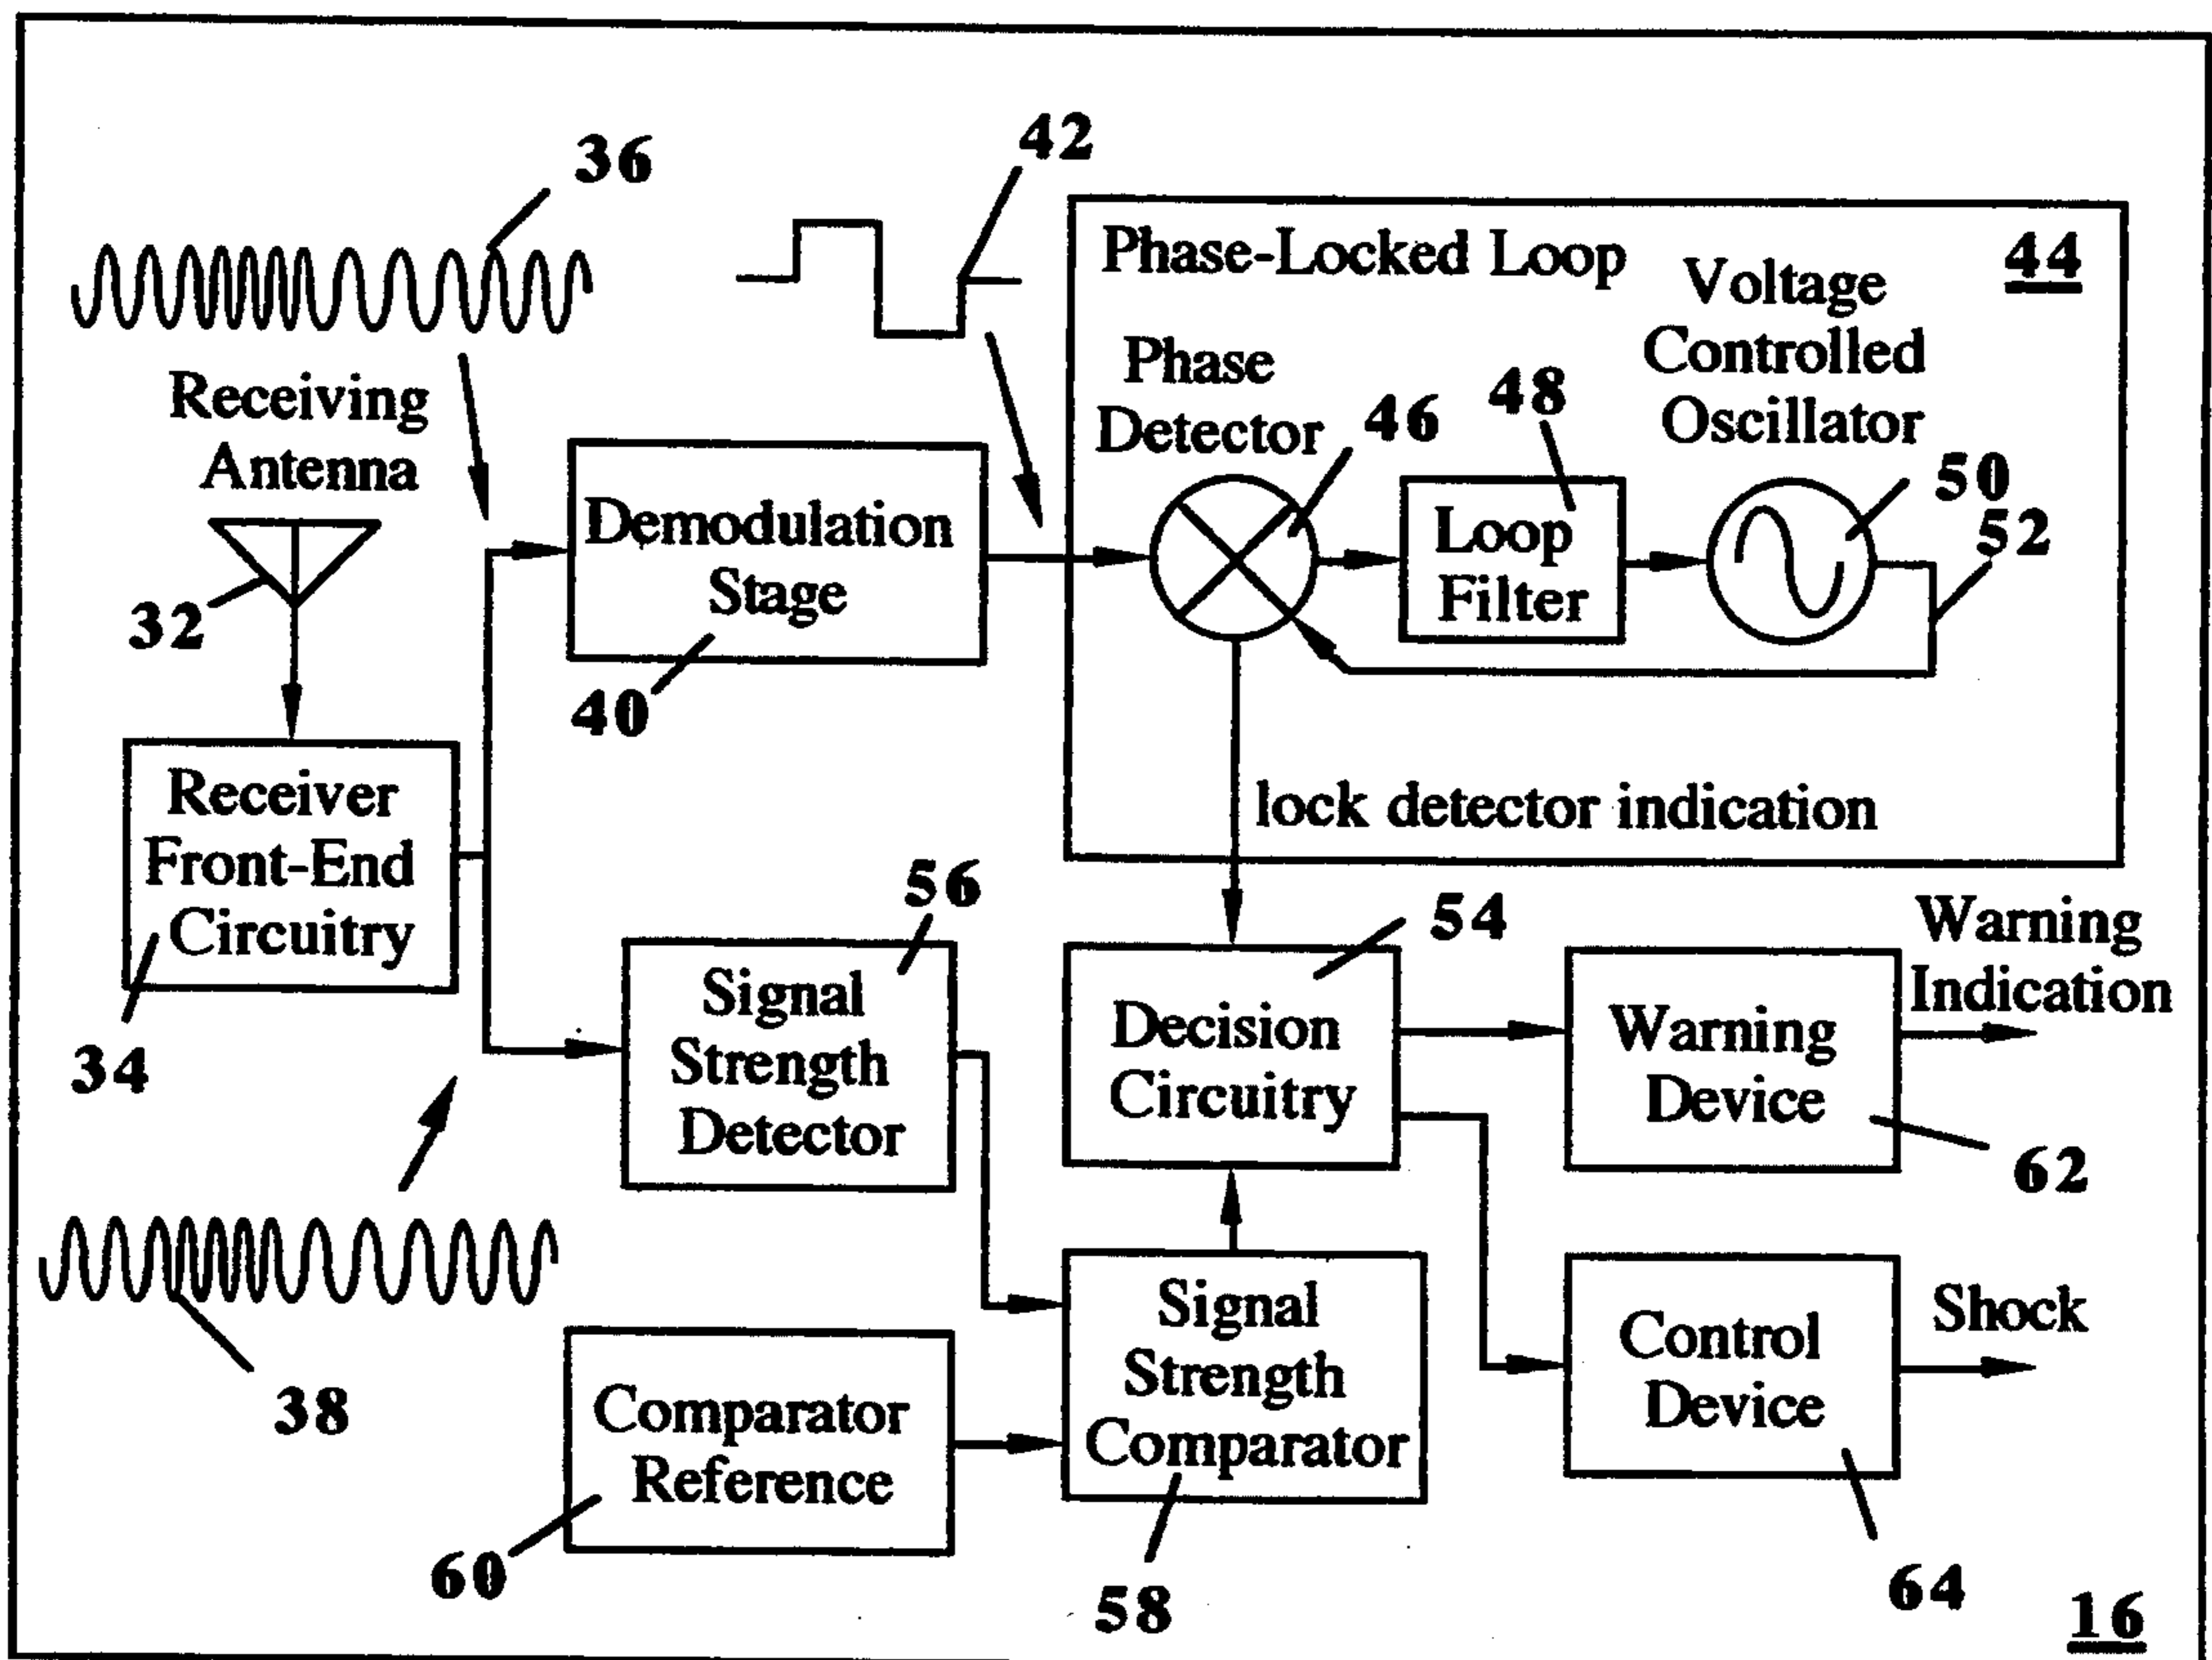 36
42
Phase-Locked Loop
44
Receiving
Antenna
32
Phase
Detector
46
48
Voltage
Controlled
Oscillator
50
52
Demodulation
Stage
40
Loop
Filter
lock detector indication
Receiver
Front-End
Circuitry
34
56
Signal
Strength
Detector
54
Decision
Circuitry
Warning
Device
62
Warning
Indication
38
Comparator
Reference
60
Signal
Strength
Comparator
58
Control
Device
64
Shock
16